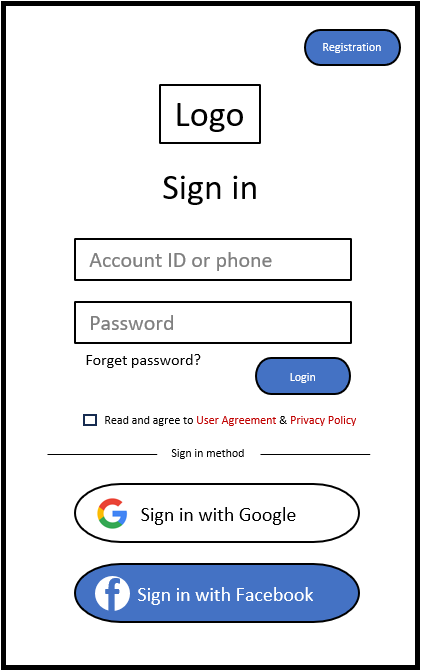 Registration
Logo
Sign in
Account ID or phone
Password
Forget password?
Login
Read and agree to User Agreement & Privacy Policy
Sign in method
Sign in with Google
Sign in with Facebook